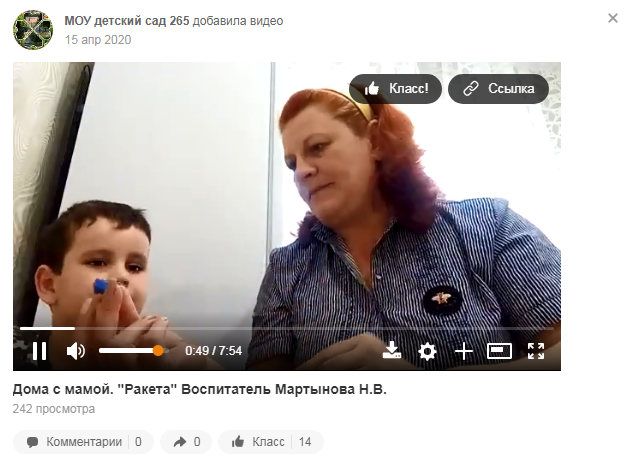 МОУ детский сад 265 добавила видео
15 апр 2020
Класс!
Ссылка
0:49 / 7:54
Дома с мамой. "Ракета" Воспитатель Мартынова Н.В.
242 просмотра
Комментарии 0
0
Класс 14